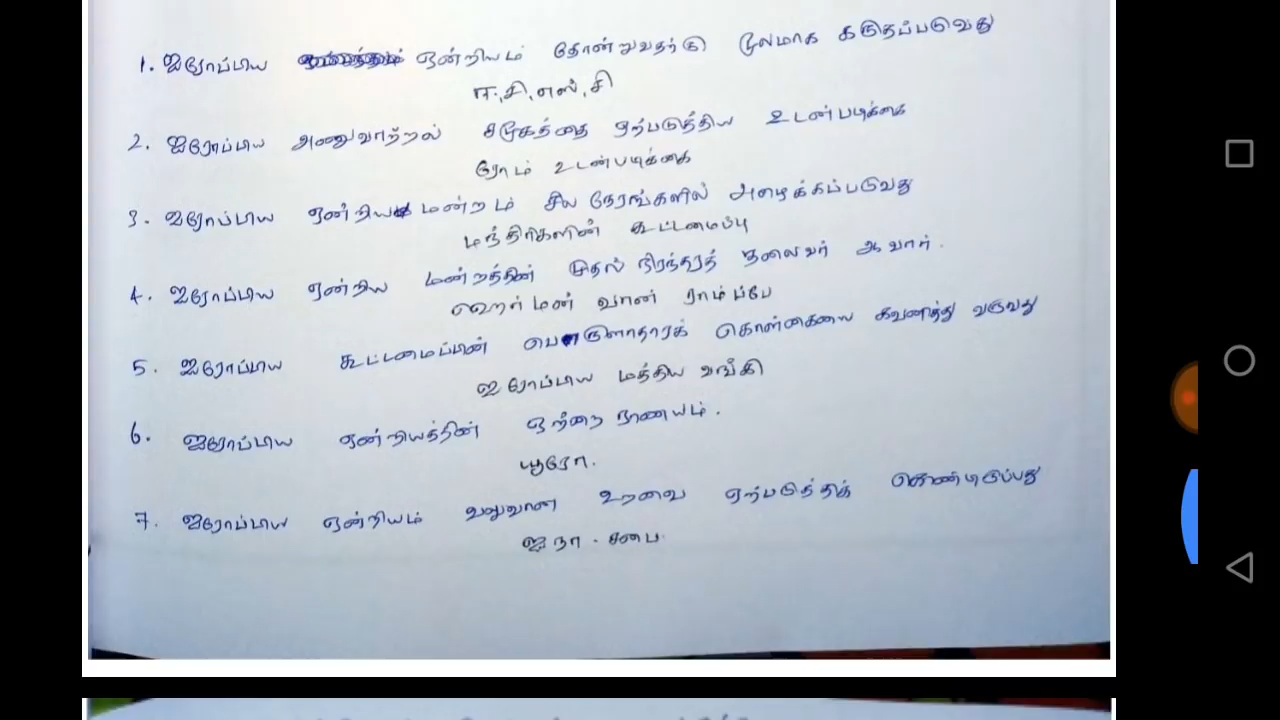 1. ஐரோப்பிய ஒன்றியம் தோன்றுவதற்கு மூலமாக கருதப்படுவது
ஈ.சி.எஸ்.சி
2. ஐரோப்பிய அணுவாற்றல் சமூகத்தை ஏற்படுத்திய உடன்படிக்கை
ரோம் உடன்படிக்கை
3. ஐரோப்பிய ஒன்றிய மன்றம் சில நேரங்களில் அழைக்கப்படுவது
மந்திரிகளின் கூட்டமைப்பு
4. ஐரோப்பிய ஒன்றிய மன்றத்தின் முதல் நிரந்தரத் தலைவர் ஆவார்.
ஹெர்மன் வான் ராம்ப்பே
5. ஐரோப்பிய கூட்டமைப்பின் பொருளாதாரக் கொள்கையை கவனித்து வருவது
ஐரோப்பிய மத்திய வங்கி
6. ஐரோப்பிய ஒன்றியத்தின் ஒற்றை நாணயம்.
யூரோ.
7. ஐரோப்பிய ஒன்றியம் வலுவான உறவை ஏற்படுத்திக் கொண்டிருப்பது
ஐநா. சபை